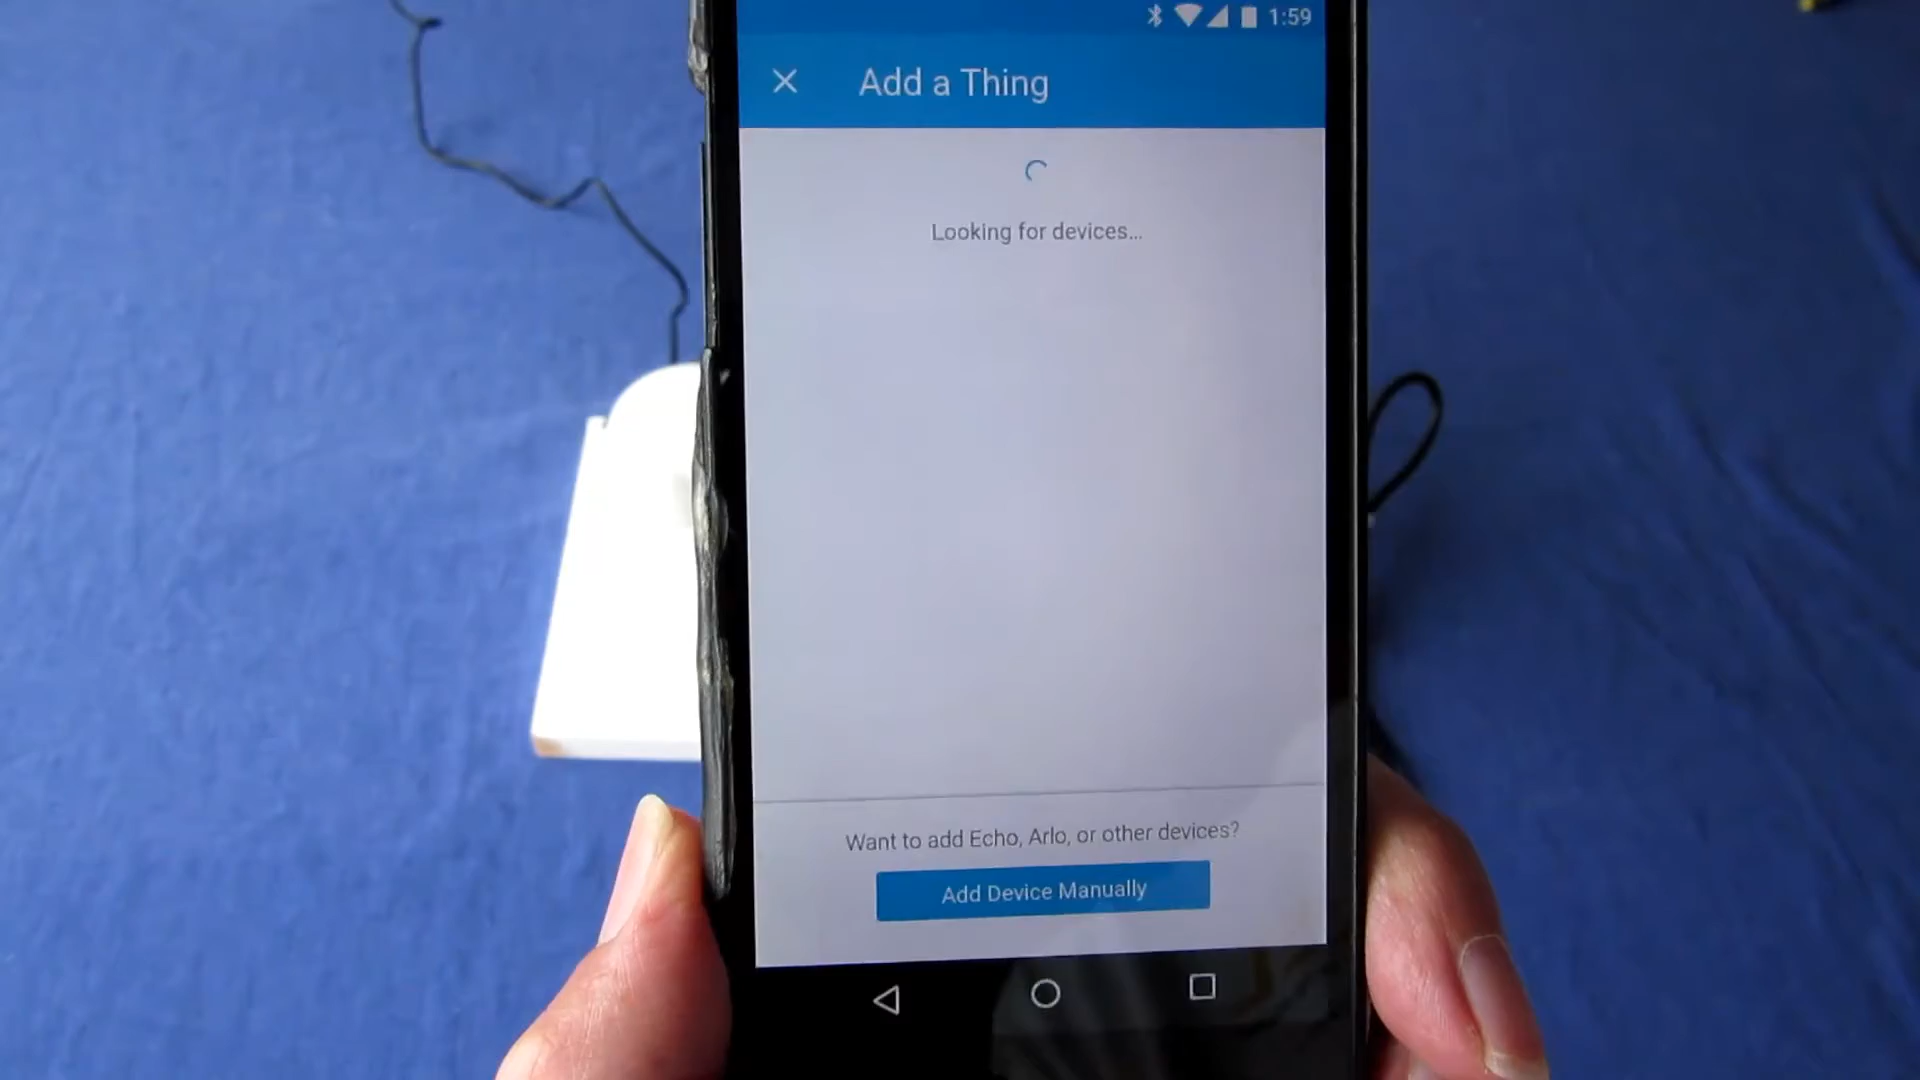 1:59
Add a Thing
Looking for devices...
Want to add Echo, Arlo, or other devices?
Add Device Manually